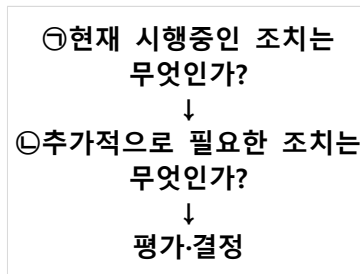 ㉠현재 시행중인 조치는
무엇인가?
↓
㉡추가적으로 필요한 조치는
무엇인가?
↓
평가·결정